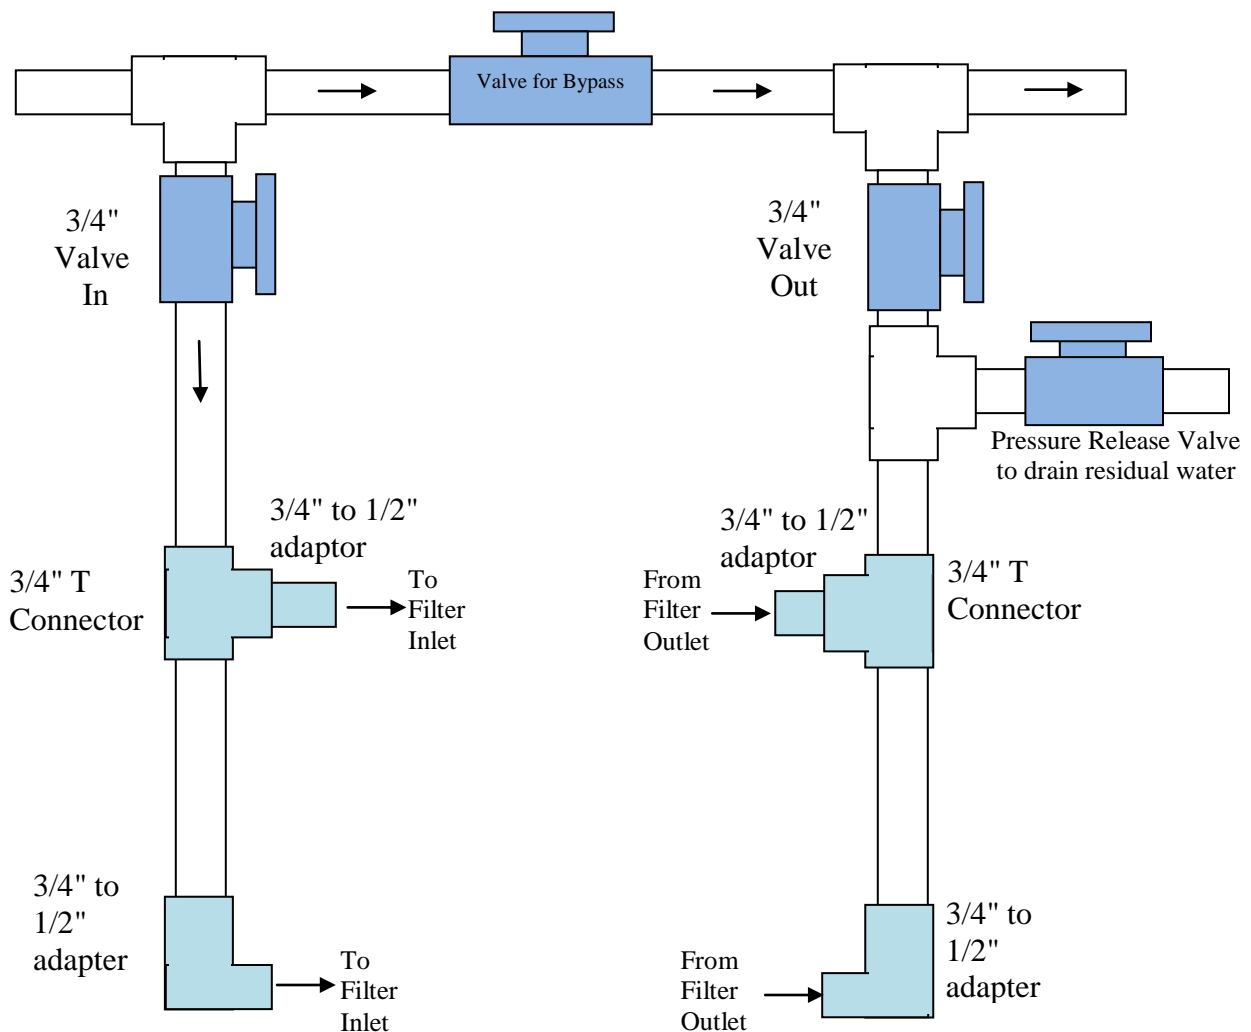 Valve for Bypass
3/4"
Valve
In
3/4"
Valve
Out
Pressure Release Valve
to drain residual water
3/4" to 1/2"
adaptor
3/4" to 1/2"
adaptor
3/4" T
Connector
To
Filter
Inlet
From
Filter
Outlet
3/4" T
Connector
3/4" to
1/2"
adapter
To
Filter
Inlet
From
Filter
Outlet
3/4" to
1/2"
adapter